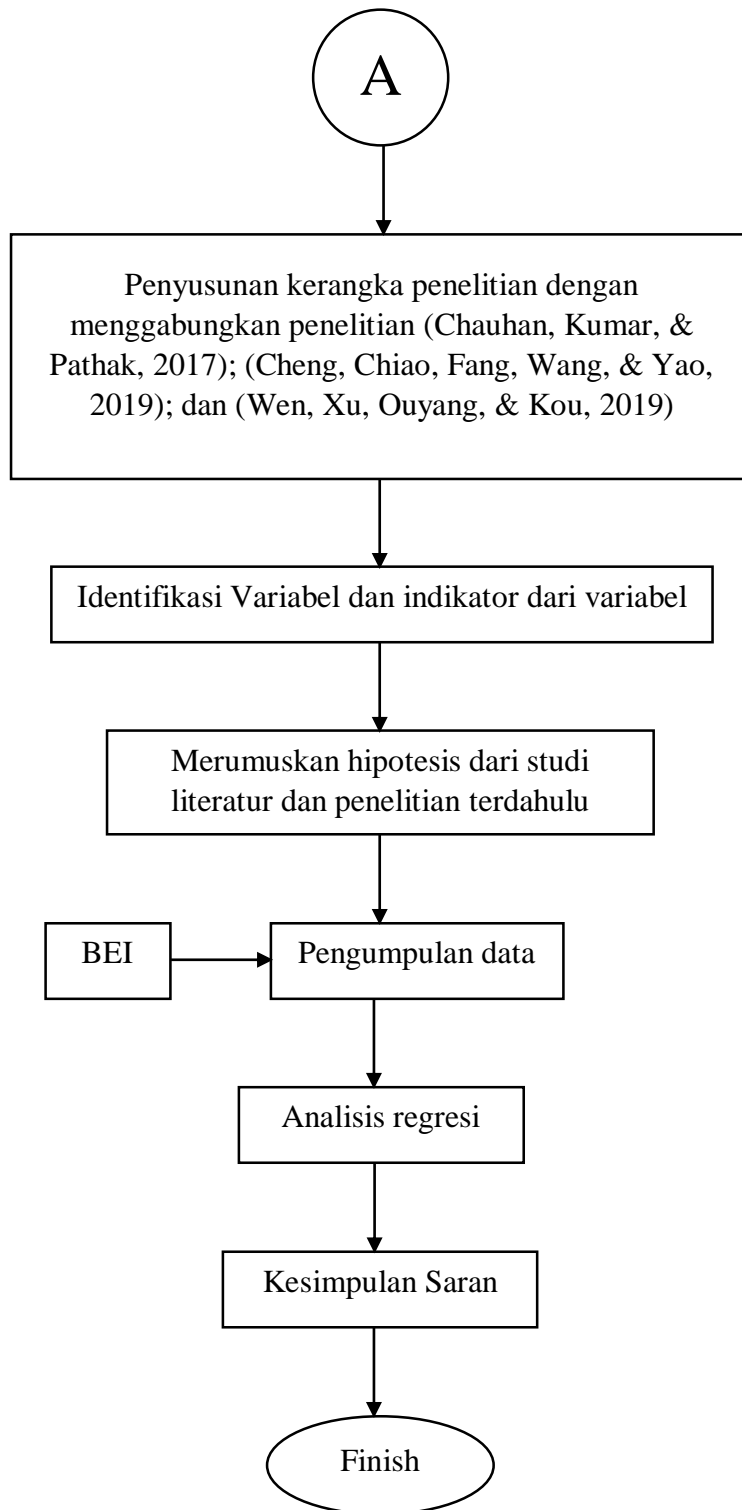 A
Penyusunan kerangka penelitian dengan
menggabungkan penelitian (Chauhan, Kumar, &
Pathak, 2017); (Cheng, Chiao, Fang, Wang, & Yao,
2019); dan (Wen, Xu, Ouyang, & Kou, 2019)
Identifikasi Variabel dan indikator dari variabel
Merumuskan hipotesis dari studi
literatur dan penelitian terdahulu
BEI
Pengumpulan data
Analisis regresi
Kesimpulan Saran
Finish